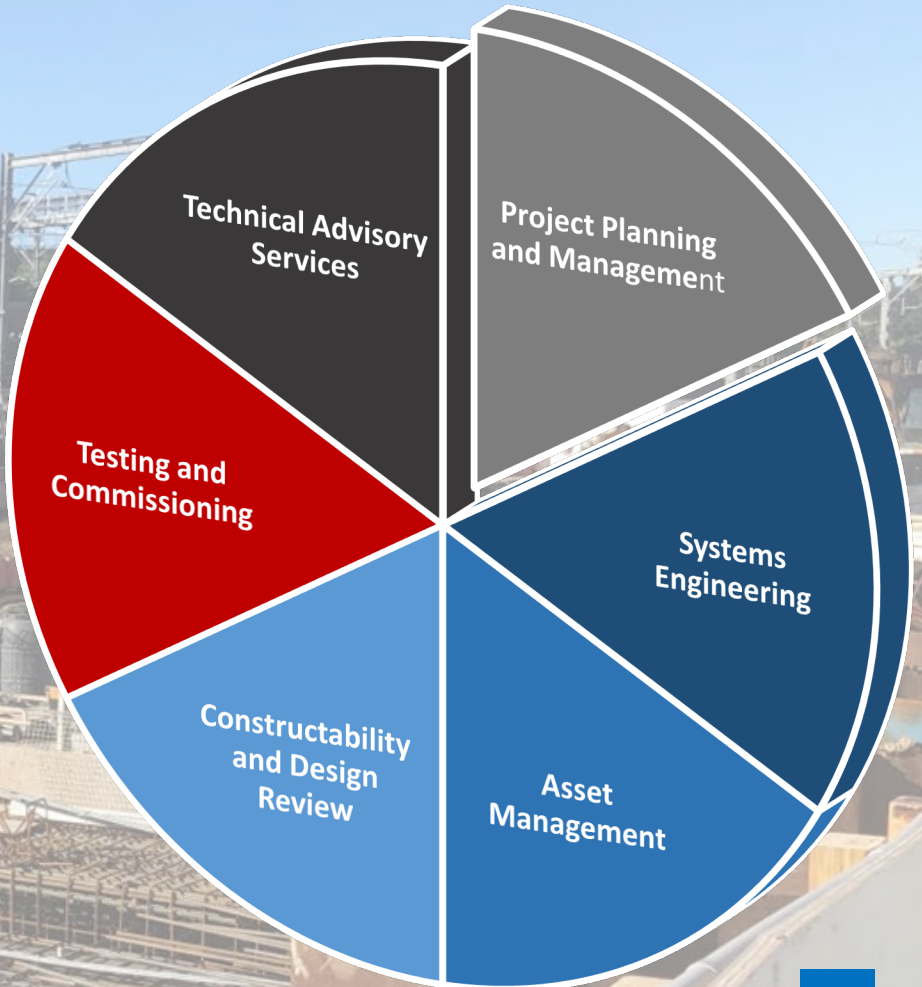 Technical Advisory
Services
Project Planning
and Management
Systems
Engineering
Asset
Management
Constructability
and Design
Review
Testing and
Commissioning